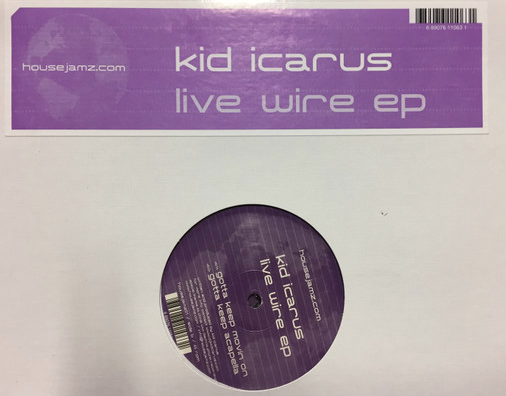 housejamz.com
kid icarus
live wire ep
housejamz.com
kid icarus
live wire ep
gotta keep movin on
gotta keep acapella